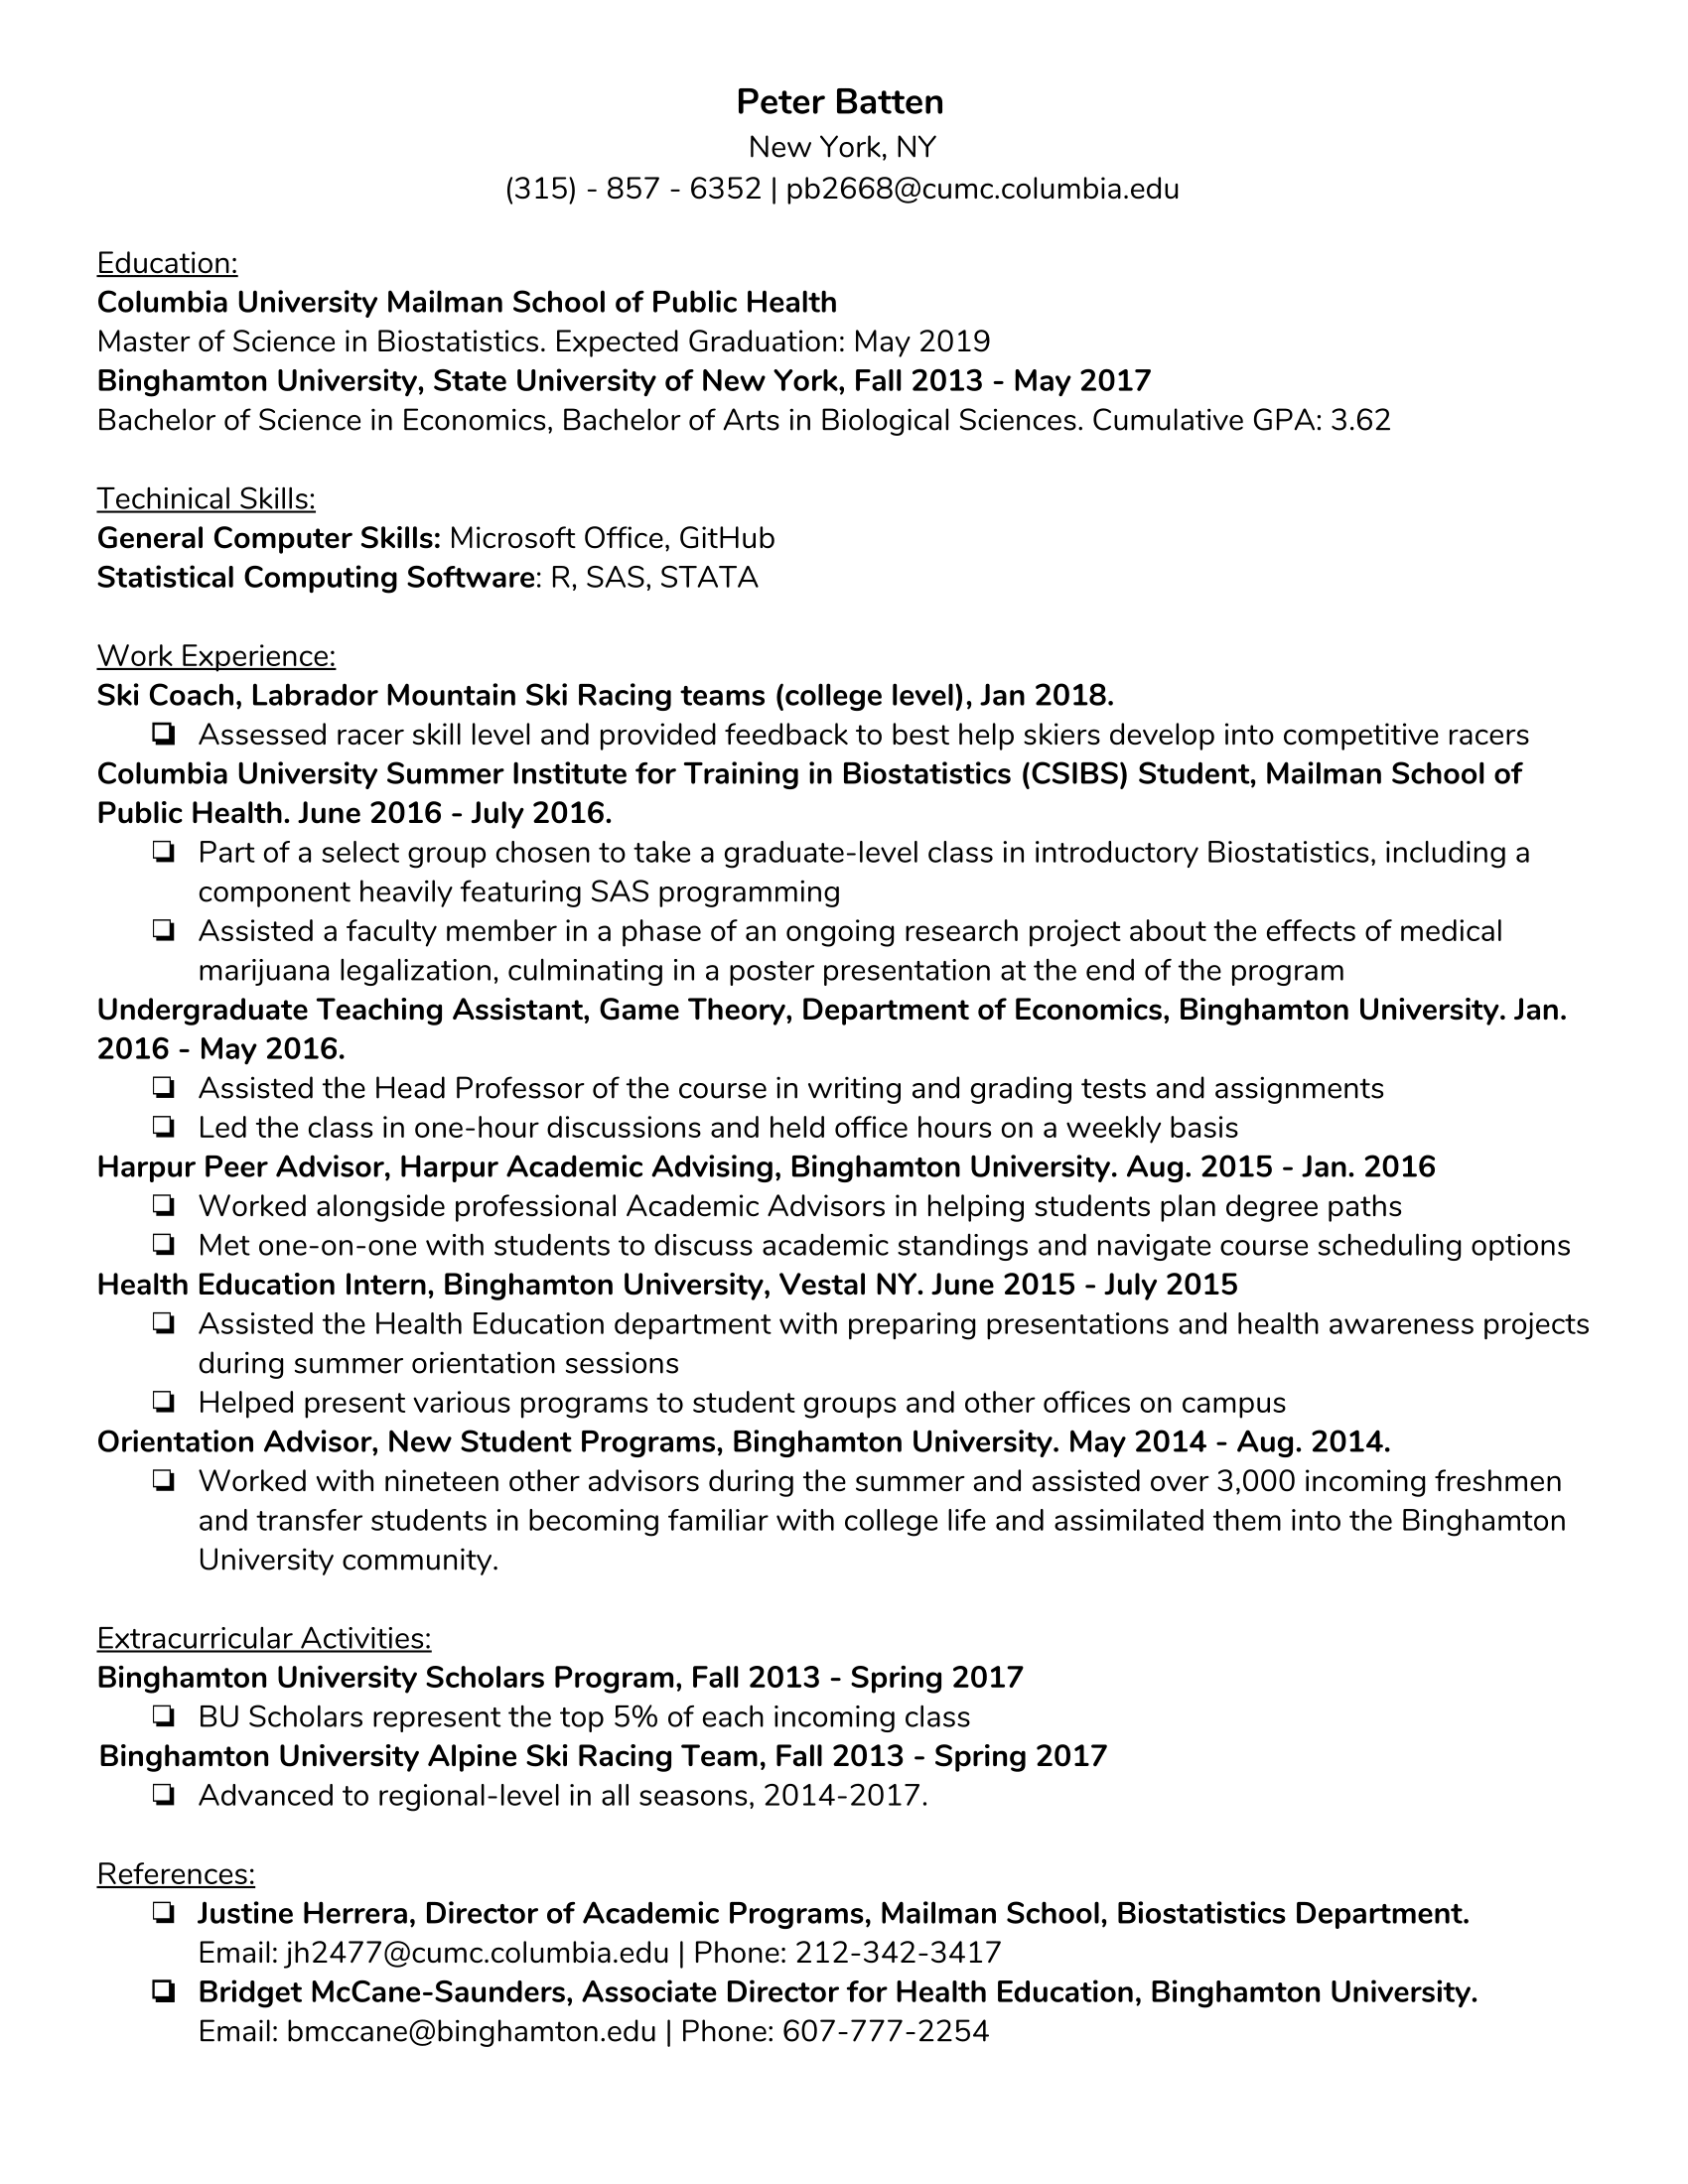 Peter Batten
New York, NY
(315) - 857 - 6352 | pb2668@cumc.columbia.edu
Education:
Columbia University Mailman School of Public Health
Master of Science in Biostatistics. Expected Graduation: May 2019
Binghamton University, State University of New York, Fall 2013 - May 2017
Bachelor of Science in Economics, Bachelor of Arts in Biological Sciences. Cumulative GPA: 3.62
Techinical Skills:
General Computer Skills: Microsoft Office, GitHub
Statistical Computing Software: R, SAS, STATA
Work Experience:
Ski Coach, Labrador Mountain Ski Racing teams (college level), Jan 2018.
❏ Assessed racer skill level and provided feedback to best help skiers develop into competitive racers
Columbia University Summer Institute for Training in Biostatistics (CSIBS) Student, Mailman School of
Public Health. June 2016 - July 2016.
❏ Part of a select group chosen to take a graduate-level class in introductory Biostatistics, including a
component heavily featuring SAS programming
❏ Assisted a faculty member in a phase of an ongoing research project about the effects of medical
marijuana legalization, culminating in a poster presentation at the end of the program
Undergraduate Teaching Assistant, Game Theory, Department of Economics, Binghamton University. Jan.
2016 - May 2016.
❏ Assisted the Head Professor of the course in writing and grading tests and assignments
❏ Led the class in one-hour discussions and held office hours on a weekly basis
Harpur Peer Advisor, Harpur Academic Advising, Binghamton University. Aug. 2015 - Jan. 2016
❏ Worked alongside professional Academic Advisors in helping students plan degree paths
❏ Met one-on-one with students to discuss academic standings and navigate course scheduling options
Health Education Intern, Binghamton University, Vestal NY. June 2015 - July 2015
❏ Assisted the Health Education department with preparing presentations and health awareness projects
during summer orientation sessions
❏ Helped present various programs to student groups and other offices on campus
Orientation Advisor, New Student Programs, Binghamton University. May 2014 - Aug. 2014.
❏ Worked with nineteen other advisors during the summer and assisted over 3,000 incoming freshmen
and transfer students in becoming familiar with college life and assimilated them into the Binghamton
University community.
Extracurricular Activities:
Binghamton University Scholars Program, Fall 2013 - Spring 2017
❏ BU Scholars represent the top 5% of each incoming class
Binghamton University Alpine Ski Racing Team, Fall 2013 - Spring 2017
❏ Advanced to regional-level in all seasons, 2014-2017.
References:
❏ Justine Herrera, Director of Academic Programs, Mailman School, Biostatistics Department.
Email: jh2477@cumc.columbia.edu | Phone: 212-342-3417
❏ Bridget McCane-Saunders, Associate Director for Health Education, Binghamton University.
Email: bmccane@binghamton.edu | Phone: 607-777-2254